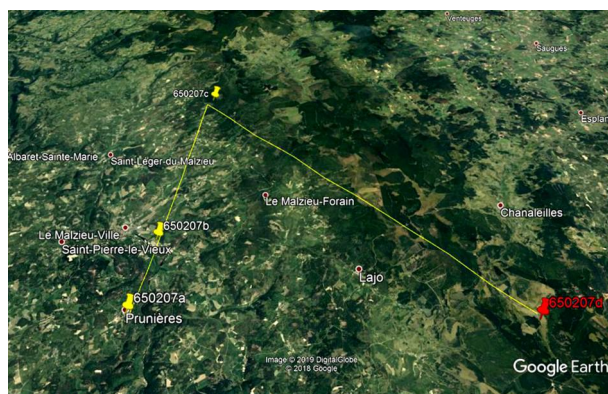 Venteuges
Saugues
650207c
Esplan
Albaret-Sainte-Marie
Saint-Léger-du Malzieu
Le Malzieu-Forain
Chanaleilles
Le Malzieu-Ville
650207b
Saint-Pierre-le-Vieux
Lajo
650207a
650207d
Prunières
Image © 2019 DigitalGlobe
© 2018 Google
Google Earth